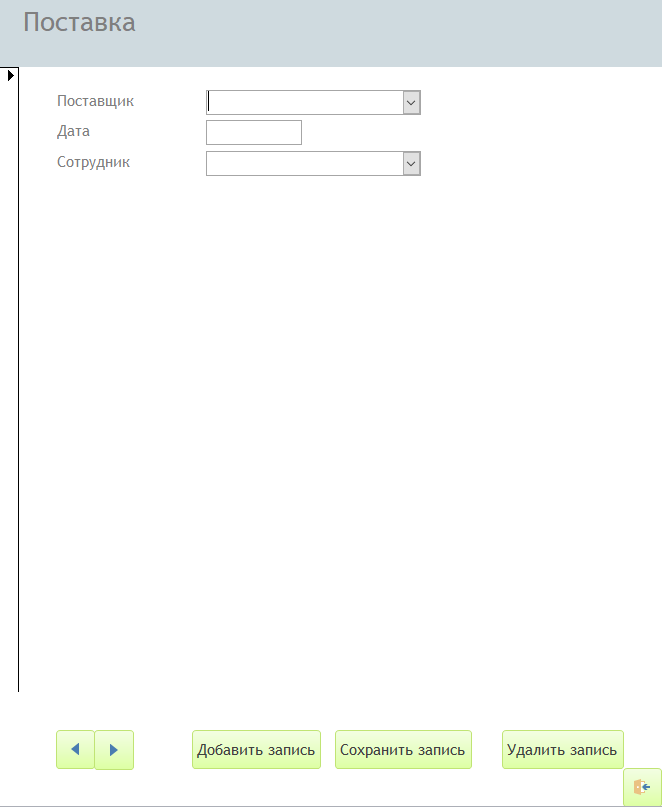 Поставка
Поставщик
Дата
Сотрудник
Добавить запись Сохранить запись Удалить запись